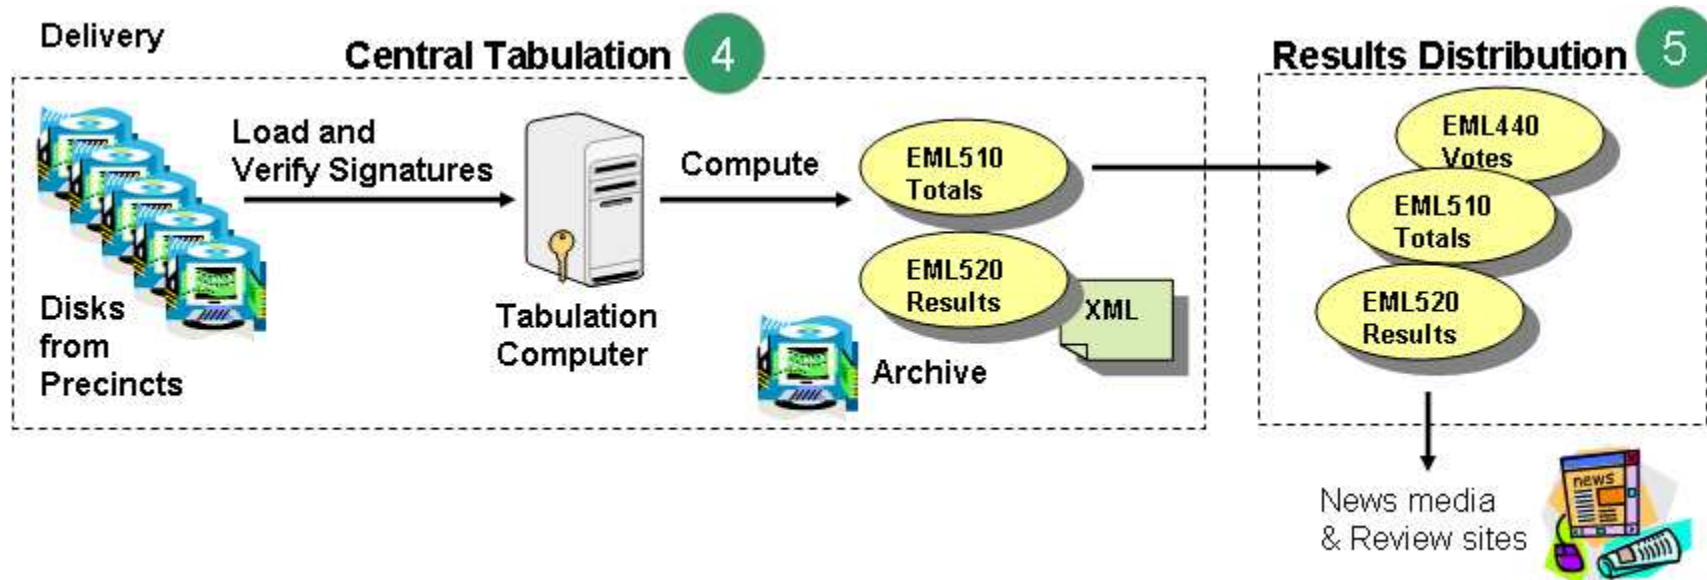 Delivery
Central Tabulation
4
Results Distribution
5
Load and
Verify Signatures
Compute
EML510
Totals
EML520
Results
XML
Disks
from
Precincts
Tabulation
Computer
Archive
EML440
Votes
EML510
Totals
EML520
Results
News media
& Review sites
news